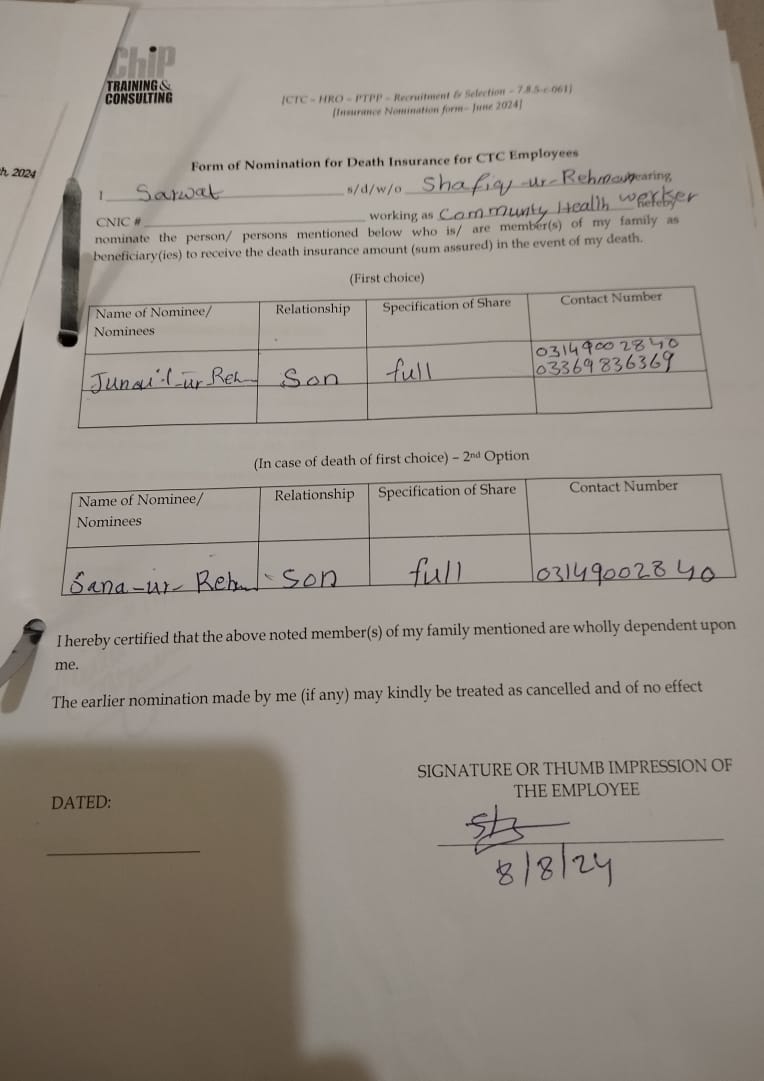 Chip
TRAINING &
CONSULTING
[CTC – HRO – PTPP – Recruitment & Selection – 7.8.5-c-061]
[Insurance Nomination form– June 2024]
h, 2024
Form of Nomination for Death Insurance for CTC Employees
I Sarwat s/d/w/o Shafiq-ur-Rehman bearing,
CNIC # working as Community Health Worker hereby
nominate the person/ persons mentioned below who is/ are member(s) of my family as
beneficiary(ies) to receive the death insurance amount (sum assured) in the event of my death.
(First choice)
Name of Nominee/ Relationship Specification of Share Contact Number
Nominees
03149002840
-ur-Reh Son full 03369836369
(In case of death of first choice) – 2nd Option
Name of Nominee/ Relationship Specification of Share Contact Number
Nominees
Sana-ur-Reh Son full 03149002840
I hereby certified that the above noted member(s) of my family mentioned are wholly dependent upon
me.
The earlier nomination made by me (if any) may kindly be treated as cancelled and of no effect
SIGNATURE OR THUMB IMPRESSION OF
THE EMPLOYEE
DATED:
8/8/24